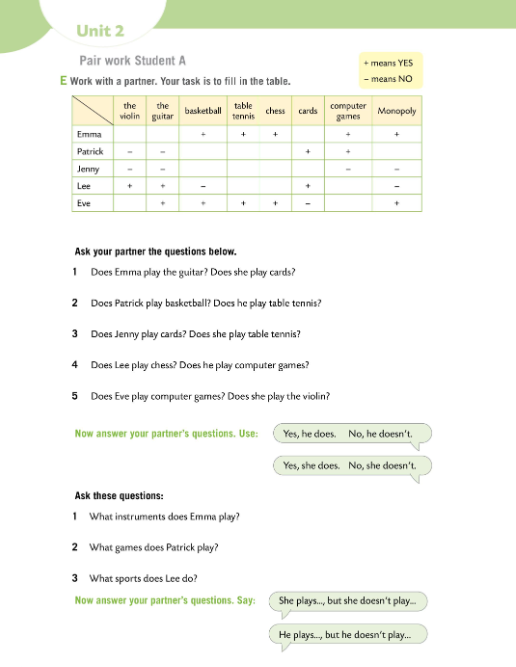 Unit 2
Pair work Student A
+ means YES
– means NO
E Work with a partner. Your task is to fill in the table.
the violin the guitar basketball table tennis chess cards computer games Monopoly
Emma + + + + +
Patrick – – + +
Jenny – – – –
Lee + + – + –
Eve + + + + – +
Ask your partner the questions below.
1 Does Emma play the guitar? Does she play cards?
2 Does Patrick play basketball? Does he play table tennis?
3 Does Jenny play cards? Does she play table tennis?
4 Does Lee play chess? Does he play computer games?
5 Does Eve play computer games? Does she play the violin?
Now answer your partner's questions. Use: Yes, he does. No, he doesn't.
Yes, she does. No, she doesn't.
Ask these questions:
1 What instruments does Emma play?
2 What games does Patrick play?
3 What sports does Lee do?
Now answer your partner's questions. Say: She plays..., but she doesn't play...
He plays..., but he doesn't play...